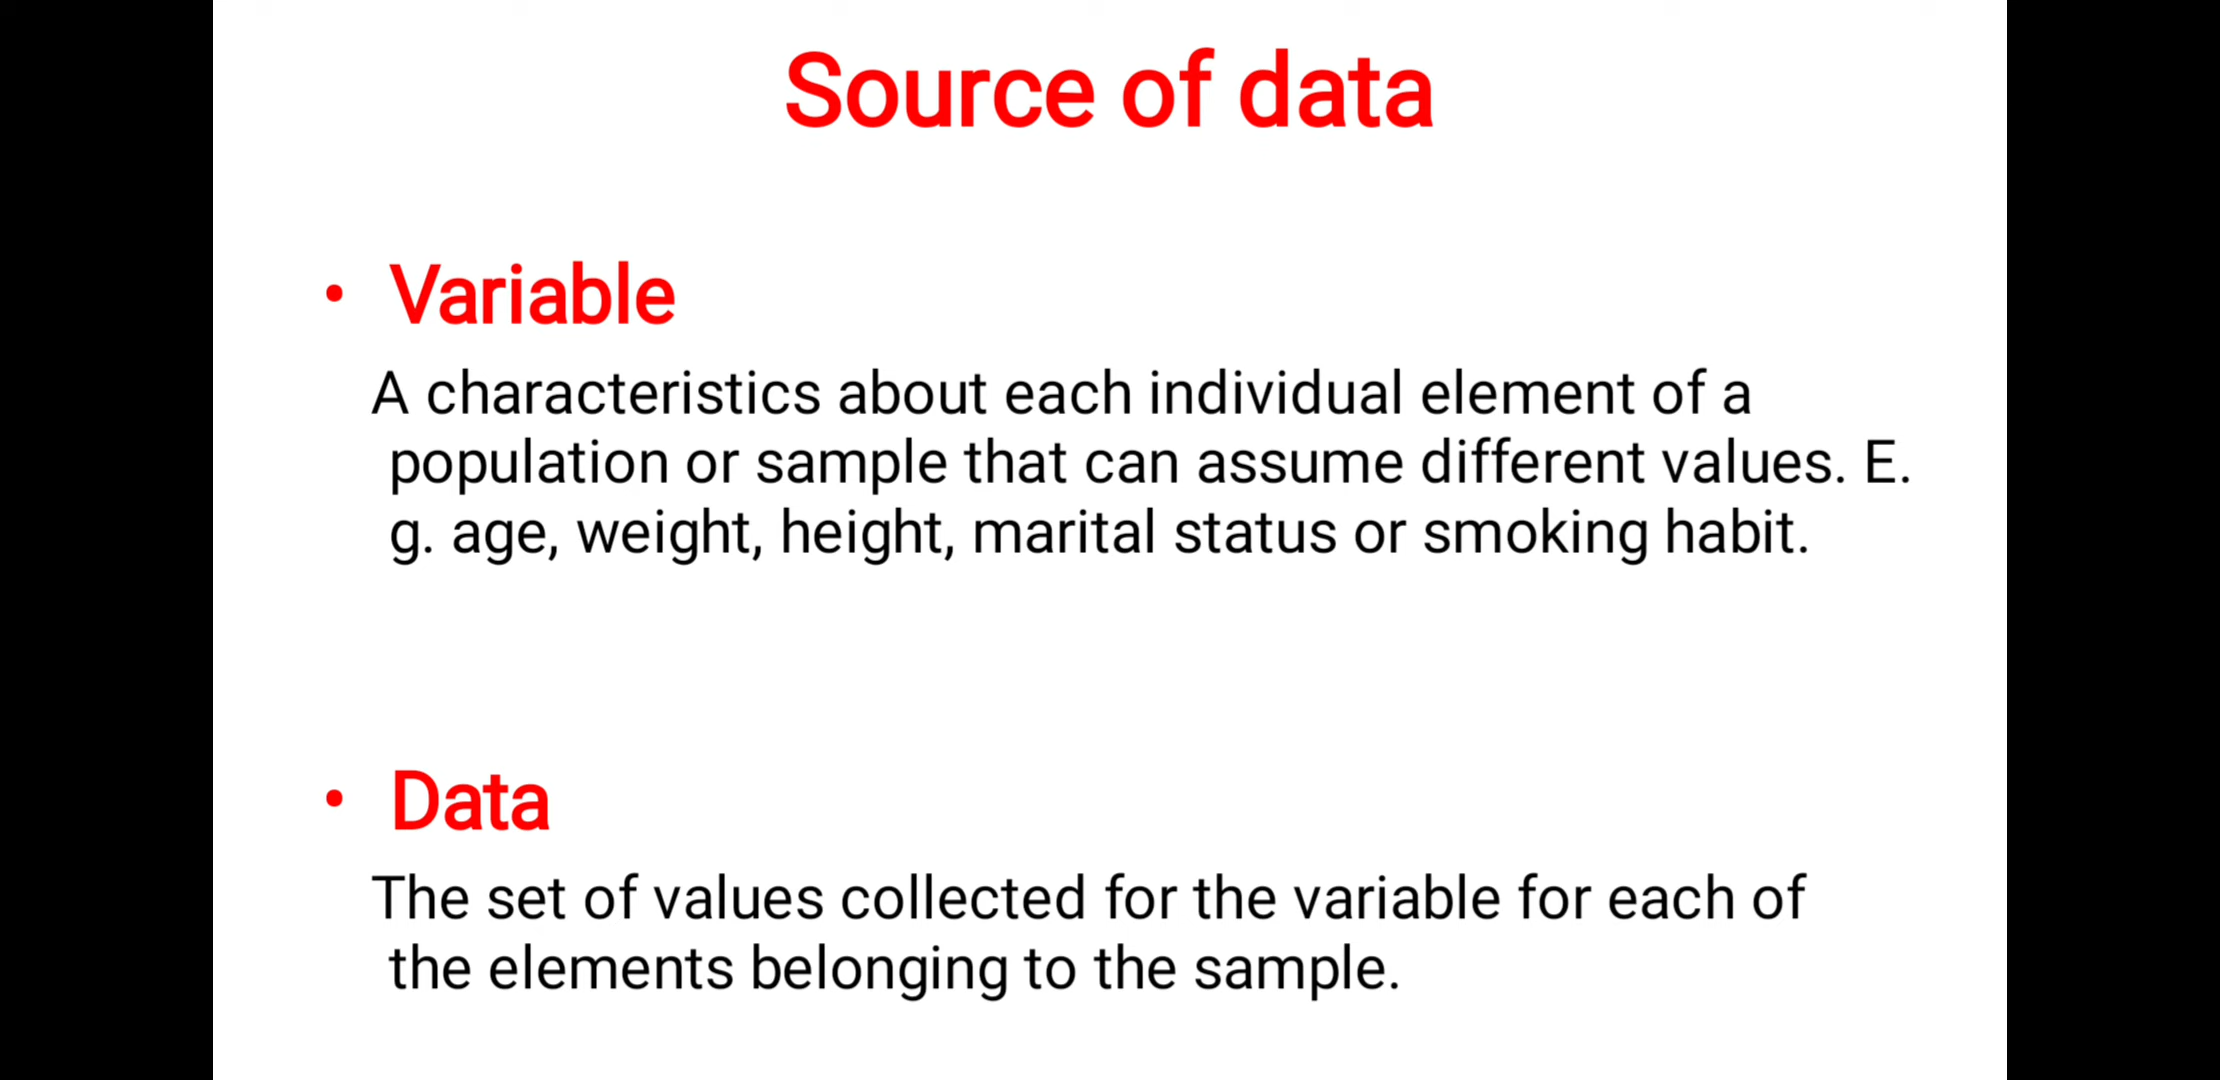 Source of data
• Variable
A characteristics about each individual element of a
population or sample that can assume different values. E.
g. age, weight, height, marital status or smoking habit.
• Data
The set of values collected for the variable for each of
the elements belonging to the sample.